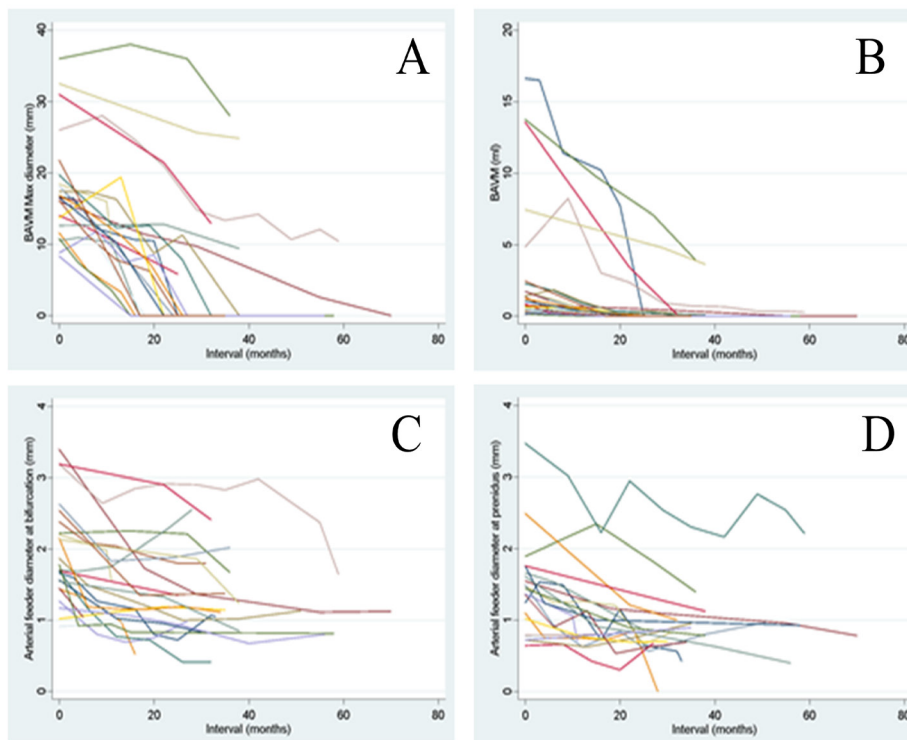 A
BAVM Max diameter (mm)
40
30
20
10
0
0 20 40 60 80
Interval (months)
B
BAVM (ml)
20
15
10
5
0
0 20 40 60 80
Interval (months)
C
Arterial feeder diameter at bifurcation (mm)
4
3
2
1
0
0 20 40 60 80
Interval (months)
D
Arterial feeder diameter at prenidus (mm)
4
3
2
1
0
0 20 40 60 80
Interval (months)